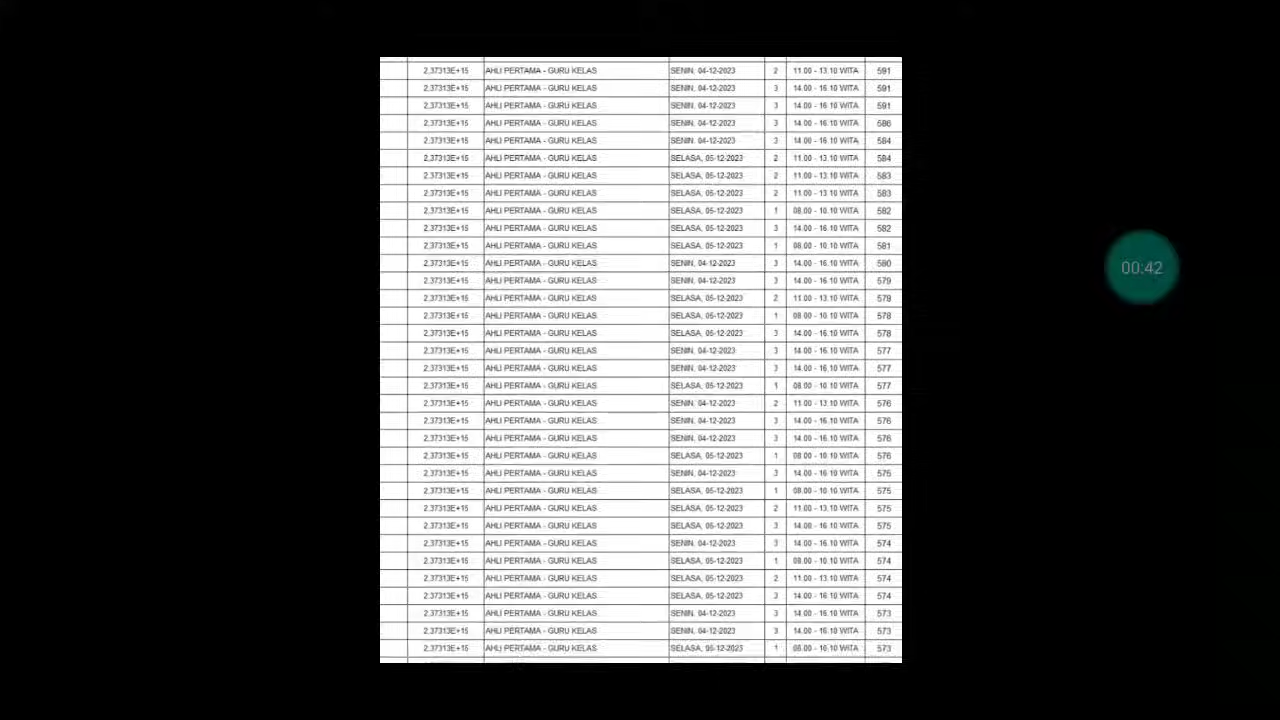 2,37313E+15 AHLI PERTAMA - GURU KELAS SENIN, 04-12-2023 2 11.00 - 13.10 WITA 591
2,37313E+15 AHLI PERTAMA - GURU KELAS SENIN, 04-12-2023 3 14.00 - 16.10 WITA 591
2,37313E+15 AHLI PERTAMA - GURU KELAS SENIN, 04-12-2023 3 14.00 - 16.10 WITA 591
2,37313E+15 AHLI PERTAMA - GURU KELAS SENIN, 04-12-2023 3 14.00 - 16.10 WITA 586
2,37313E+15 AHLI PERTAMA - GURU KELAS SENIN, 04-12-2023 3 14.00 - 16.10 WITA 584
2,37313E+15 AHLI PERTAMA - GURU KELAS SELASA, 05-12-2023 2 11.00 - 13.10 WITA 584
2,37313E+15 AHLI PERTAMA - GURU KELAS SELASA, 05-12-2023 2 11.00 - 13.10 WITA 583
2,37313E+15 AHLI PERTAMA - GURU KELAS SELASA, 05-12-2023 2 11.00 - 13.10 WITA 583
2,37313E+15 AHLI PERTAMA - GURU KELAS SELASA, 05-12-2023 1 08.00 - 10.10 WITA 582
2,37313E+15 AHLI PERTAMA - GURU KELAS SELASA, 05-12-2023 3 14.00 - 16.10 WITA 582
2,37313E+15 AHLI PERTAMA - GURU KELAS SELASA, 05-12-2023 1 08.00 - 10.10 WITA 581
2,37313E+15 AHLI PERTAMA - GURU KELAS SENIN, 04-12-2023 3 14.00 - 16.10 WITA 580
2,37313E+15 AHLI PERTAMA - GURU KELAS SENIN, 04-12-2023 3 14.00 - 16.10 WITA 579
2,37313E+15 AHLI PERTAMA - GURU KELAS SELASA, 05-12-2023 2 11.00 - 13.10 WITA 579
2,37313E+15 AHLI PERTAMA - GURU KELAS SELASA, 05-12-2023 1 08.00 - 10.10 WITA 578
2,37313E+15 AHLI PERTAMA - GURU KELAS SELASA, 05-12-2023 3 14.00 - 16.10 WITA 578
2,37313E+15 AHLI PERTAMA - GURU KELAS SENIN, 04-12-2023 3 14.00 - 16.10 WITA 577
2,37313E+15 AHLI PERTAMA - GURU KELAS SENIN, 04-12-2023 3 14.00 - 16.10 WITA 577
2,37313E+15 AHLI PERTAMA - GURU KELAS SELASA, 05-12-2023 1 08.00 - 10.10 WITA 577
2,37313E+15 AHLI PERTAMA - GURU KELAS SENIN, 04-12-2023 2 11.00 - 13.10 WITA 576
2,37313E+15 AHLI PERTAMA - GURU KELAS SENIN, 04-12-2023 3 14.00 - 16.10 WITA 576
2,37313E+15 AHLI PERTAMA - GURU KELAS SENIN, 04-12-2023 3 14.00 - 16.10 WITA 576
2,37313E+15 AHLI PERTAMA - GURU KELAS SELASA, 05-12-2023 1 08.00 - 10.10 WITA 576
2,37313E+15 AHLI PERTAMA - GURU KELAS SENIN, 04-12-2023 3 14.00 - 16.10 WITA 575
2,37313E+15 AHLI PERTAMA - GURU KELAS SELASA, 05-12-2023 1 08.00 - 10.10 WITA 575
2,37313E+15 AHLI PERTAMA - GURU KELAS SELASA, 05-12-2023 2 11.00 - 13.10 WITA 575
2,37313E+15 AHLI PERTAMA - GURU KELAS SELASA, 05-12-2023 3 14.00 - 16.10 WITA 575
2,37313E+15 AHLI PERTAMA - GURU KELAS SENIN, 04-12-2023 3 14.00 - 16.10 WITA 574
2,37313E+15 AHLI PERTAMA - GURU KELAS SELASA, 05-12-2023 1 08.00 - 10.10 WITA 574
2,37313E+15 AHLI PERTAMA - GURU KELAS SELASA, 05-12-2023 2 11.00 - 13.10 WITA 574
2,37313E+15 AHLI PERTAMA - GURU KELAS SELASA, 05-12-2023 3 14.00 - 16.10 WITA 574
2,37313E+15 AHLI PERTAMA - GURU KELAS SENIN, 04-12-2023 3 14.00 - 16.10 WITA 573
2,37313E+15 AHLI PERTAMA - GURU KELAS SENIN, 04-12-2023 3 14.00 - 16.10 WITA 573
2,37313E+15 AHLI PERTAMA - GURU KELAS SELASA, 05-12-2023 1 08.00 - 10.10 WITA 573
00:42